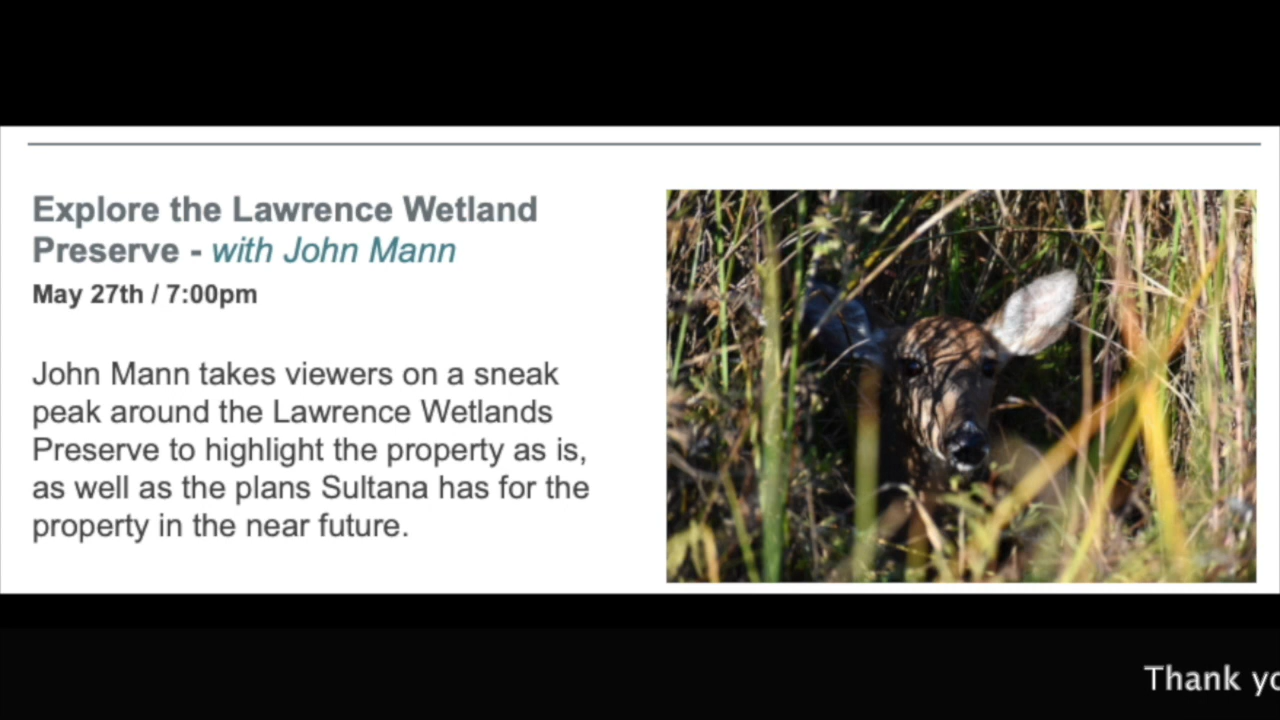 Explore the Lawrence Wetland
Preserve - with John Mann
May 27th / 7:00pm
John Mann takes viewers on a sneak
peak around the Lawrence Wetlands
Preserve to highlight the property as is,
as well as the plans Sultana has for the
property in the near future.
Thank yo